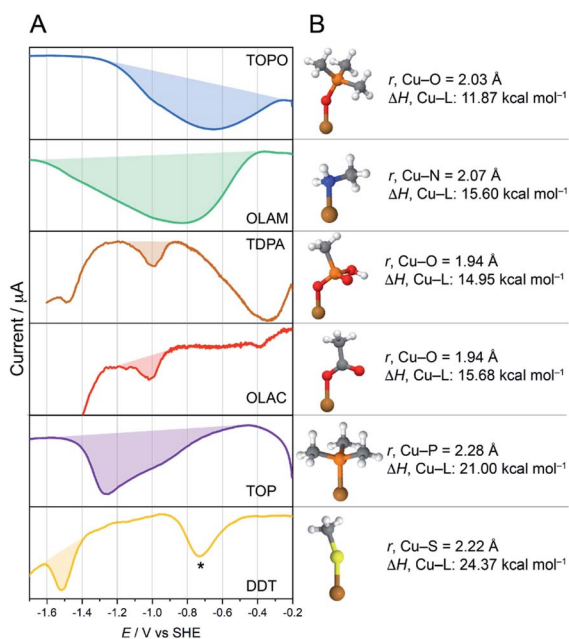 A
B
TOPO
r, Cu–O = 2.03 Å
ΔH, Cu–L: 11.87 kcal mol⁻¹
OLAM
r, Cu–N = 2.07 Å
ΔH, Cu–L: 15.60 kcal mol⁻¹
TDPA
r, Cu–O = 1.94 Å
ΔH, Cu–L: 14.95 kcal mol⁻¹
OLAC
r, Cu–O = 1.94 Å
ΔH, Cu–L: 15.68 kcal mol⁻¹
TOP
r, Cu–P = 2.28 Å
ΔH, Cu–L: 21.00 kcal mol⁻¹
*
DDT
r, Cu–S = 2.22 Å
ΔH, Cu–L: 24.37 kcal mol⁻¹
Current / μA
-1.6 -1.4 -1.2 -1.0 -0.8 -0.6 -0.4 -0.2
E / V vs SHE